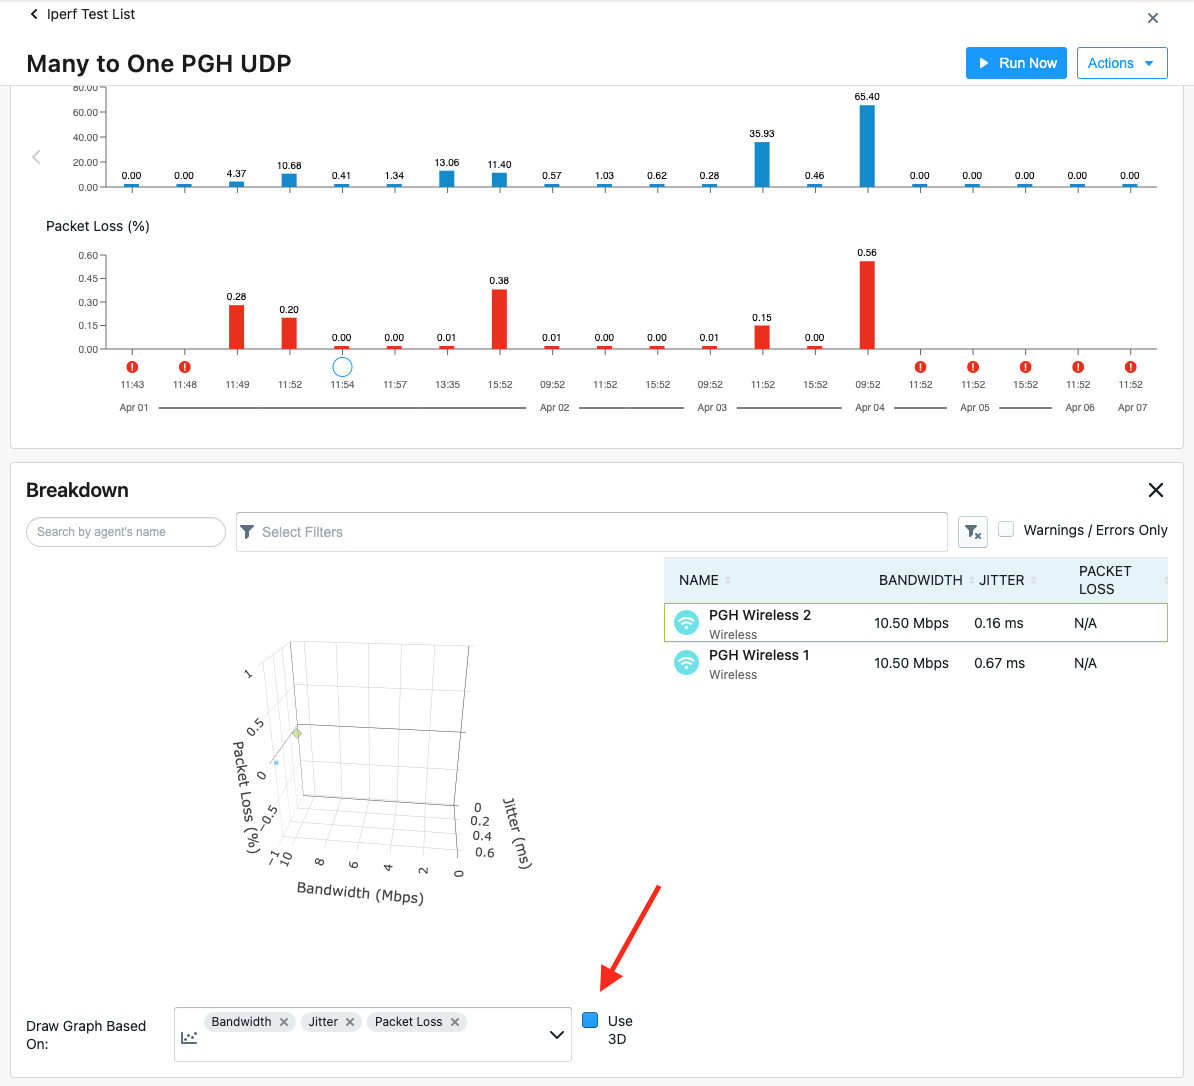 Iperf Test List
Many to One PGH UDP
Run Now
Actions
80.00
60.00
40.00
20.00
0.00
0.00 0.00 4.37 10.68 0.41 1.34 13.06 11.40 0.57 1.03 0.62 0.28 35.93 0.46 65.40 0.00 0.00 0.00 0.00 0.00
Packet Loss (%)
0.60
0.45
0.30
0.15
0.00
0.28 0.20 0.00 0.00 0.01 0.38 0.01 0.00 0.00 0.01 0.15 0.00 0.56
11:43 11:48 11:49 11:52 11:54 11:57 13:35 15:52 09:52 11:52 15:52 09:52 11:52 15:52 09:52 11:52 11:52 15:52 11:52 11:52
Apr 01 Apr 02 Apr 03 Apr 04 Apr 05 Apr 06 Apr 07
Breakdown
Search by agent's name
Select Filters
Warnings / Errors Only
NAME BANDWIDTH JITTER PACKET LOSS
PGH Wireless 2 10.50 Mbps 0.16 ms N/A
Wireless
PGH Wireless 1 10.50 Mbps 0.67 ms N/A
Wireless
1
0.5
0
−0.5
−1
Packet Loss (%)
10 8 6 4 2 0
Bandwidth (Mbps)
0
0.2
0.4
0.6
Jitter (ms)
Draw Graph Based
On:
Bandwidth Jitter Packet Loss
Use
3D